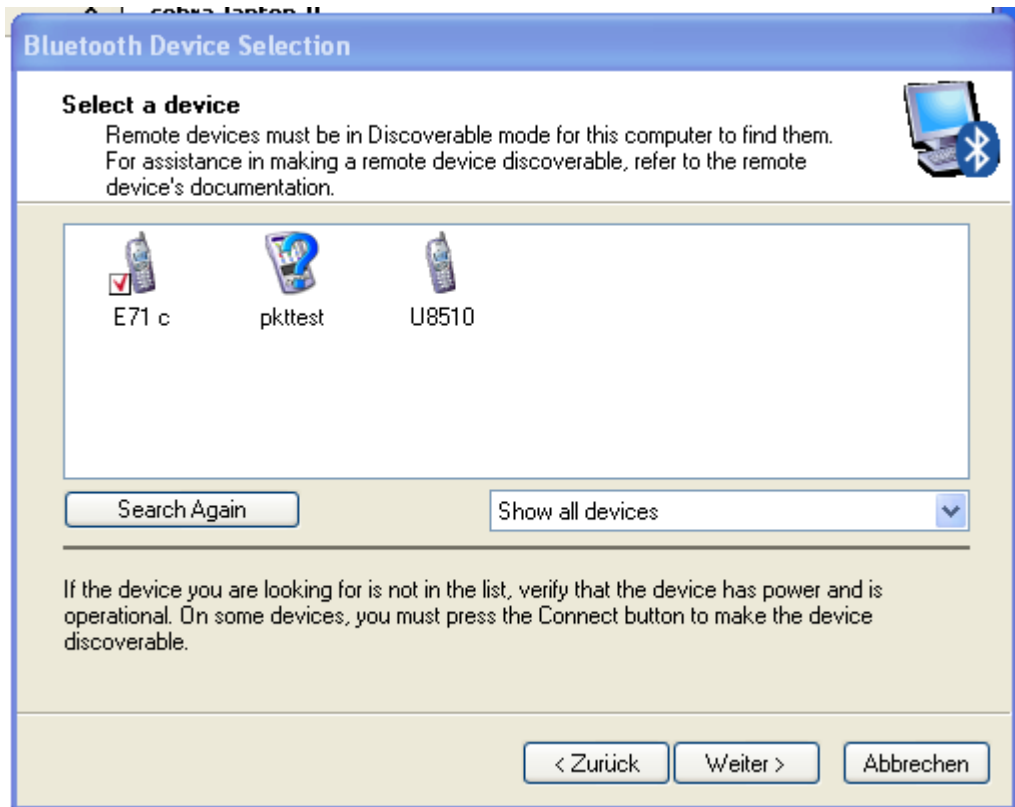 cobra laptop II
Bluetooth Device Selection
Select a device
Remote devices must be in Discoverable mode for this computer to find them.
For assistance in making a remote device discoverable, refer to the remote
device's documentation.
E71 c pkttest U8510
Search Again Show all devices
If the device you are looking for is not in the list, verify that the device has power and is
operational. On some devices, you must press the Connect button to make the device
discoverable.
< Zurück Weiter > Abbrechen